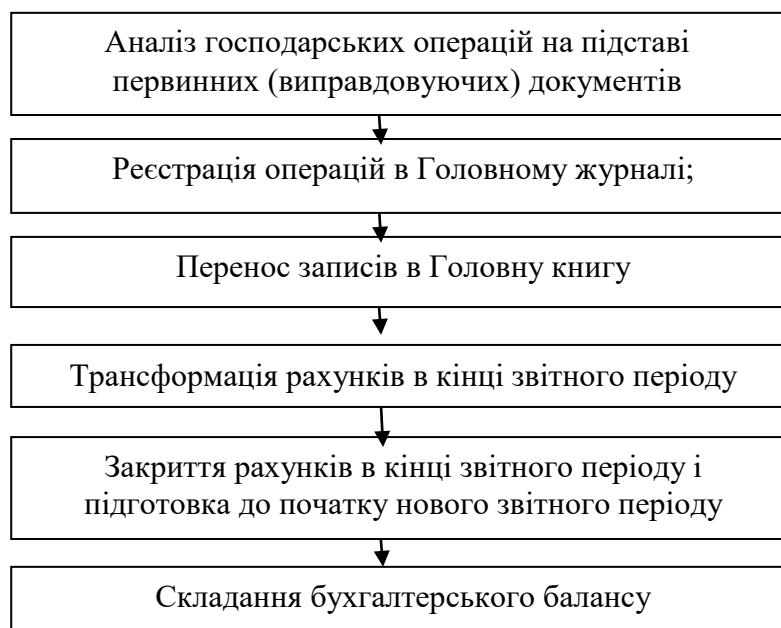 Аналіз господарських операцій на підставі
первинних (виправдовуючих) документів
Реєстрація операцій в Головному журналі;
Перенос записів в Головну книгу
Трансформація рахунків в кінці звітного періоду
Закриття рахунків в кінці звітного періоду і
підготовка до початку нового звітного періоду
Складання бухгалтерського балансу